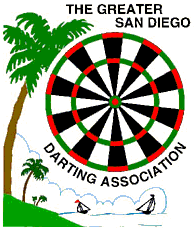 THE GREATER
SAN DIEGO
DARTING ASSOCIATION